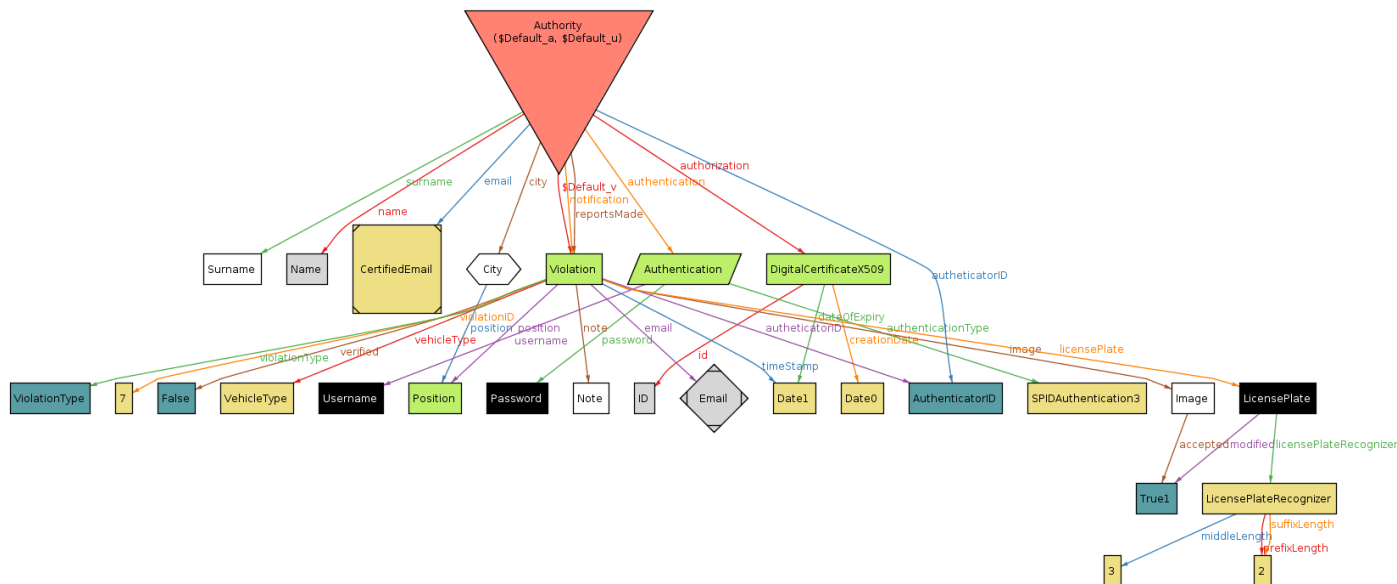 Authority
($Default_a, $Default_u)
authorization
surname
email
city
authentication
$Default_v
notification
name
reportsMade
Surname
Name
CertifiedEmail
City
Violation
Authentication
DigitalCertificateX509
autheticatorID
violationID
position
position
email
autheticatorID
dateOfExpiry
authenticationType
note
vehicleType
username
password
creationDate
verified
image
licensePlate
violationType
id
timeStamp
ViolationType
7
False
VehicleType
Username
Position
Password
Note
ID
Email
Date1
Date0
AuthenticatorID
SPIDAuthentication3
Image
LicensePlate
accepted
modified
licensePlateRecognizer
True1
LicensePlateRecognizer
suffixLength
middleLength
prefixLength
3
2